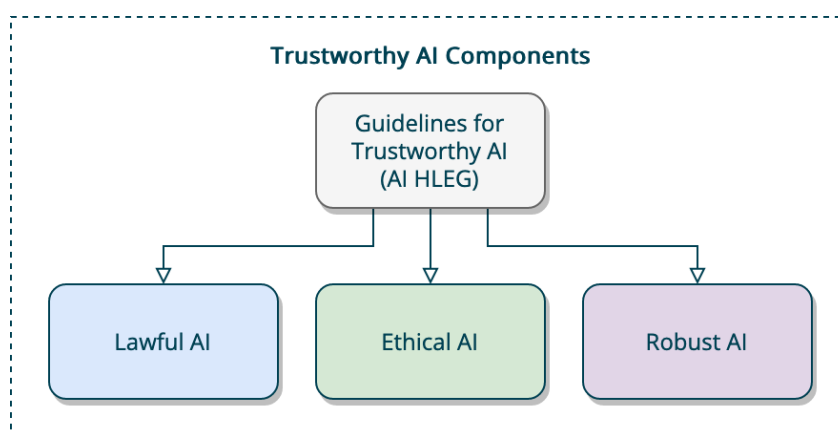 Trustworthy AI Components
Guidelines for
Trustworthy AI
(AI HLEG)
Lawful AI
Ethical AI
Robust AI